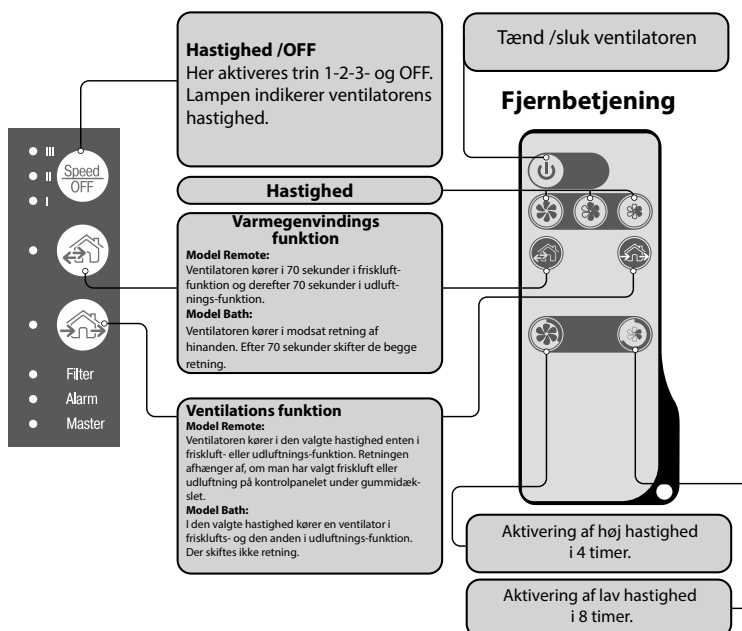 Hastighed /OFF
Her aktiveres trin 1-2-3- og OFF.
Lampen indikerer ventilatorens
hastighed.
Tænd /sluk ventilatoren
Fjernbetjening
III
II
I
Speed
OFF
Filter
Alarm
Master
Hastighed
Varmegenvindings
funktion
Model Remote:
Ventilatoren kører i 70 sekunder i friskluft-
funktion og derefter 70 sekunder i udluft-
nings-funktion.
Model Bath:
Ventilatoren kører i modsat retning af
hinanden. Efter 70 sekunder skifter de begge
retning.
Ventilations funktion
Model Remote:
Ventilatoren kører i den valgte hastighed enten i
friskluft- eller udluftnings-funktion. Retningen
afhænger af, om man har valgt friskluft eller
udluftning på kontrolpanelet under gummidæk-
slet.
Model Bath:
I den valgte hastighed kører en ventilator i
frisklufts- og den anden i udluftnings-funktion.
Der skiftes ikke retning.
Aktivering af høj hastighed
i 4 timer.
Aktivering af lav hastighed
i 8 timer.